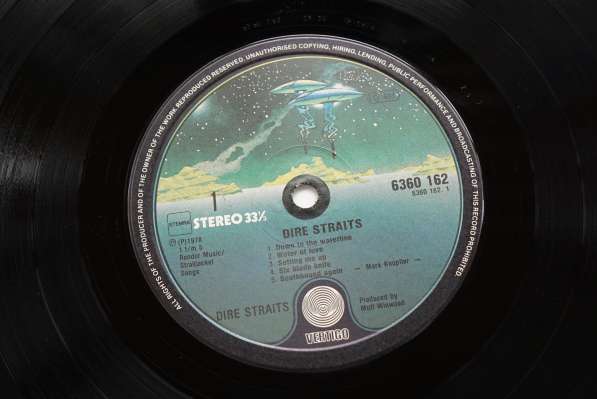 ALL RIGHTS OF THE PRODUCER AND OF THE OWNER OF THE WORK REPRODUCED RESERVED UNAUTHORISED COPYING, HIRING, LENDING, PUBLIC PERFORMANCE AND BROADCASTING OF THIS RECORD PROHIBITED.
1
6360 162
6360 162.1
STEMRA
STEREO 33⅓
DIRE STRAITS
(P)1978
Rondor Music/
Straitjacket
Songs
1. Down to the waterline
2. Water of love
3. Setting me up
4. Six blade knife
5. Southbound again
— Mark Knopfler —
DIRE STRAITS
Produced by
Muff Winwood
VERTIGO